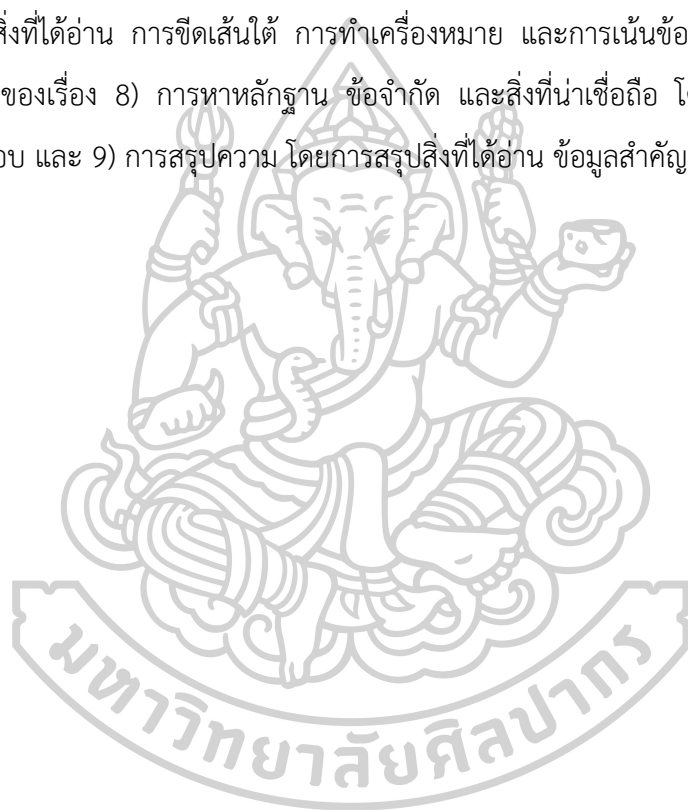 สิ่งที่ได้อ่าน การขีดเส้นใต้ การทำเครื่องหมาย และการเน้นข้อ
ของเรื่อง 8) การหาหลักฐาน ข้อจำกัด และสิ่งที่น่าเชื่อถือ
และ 9) การสรุปความ โดยการสรุปสิ่งที่ได้อ่าน ข้อมูลสำคัญ
มหาวิทยาลัยศิลปากร